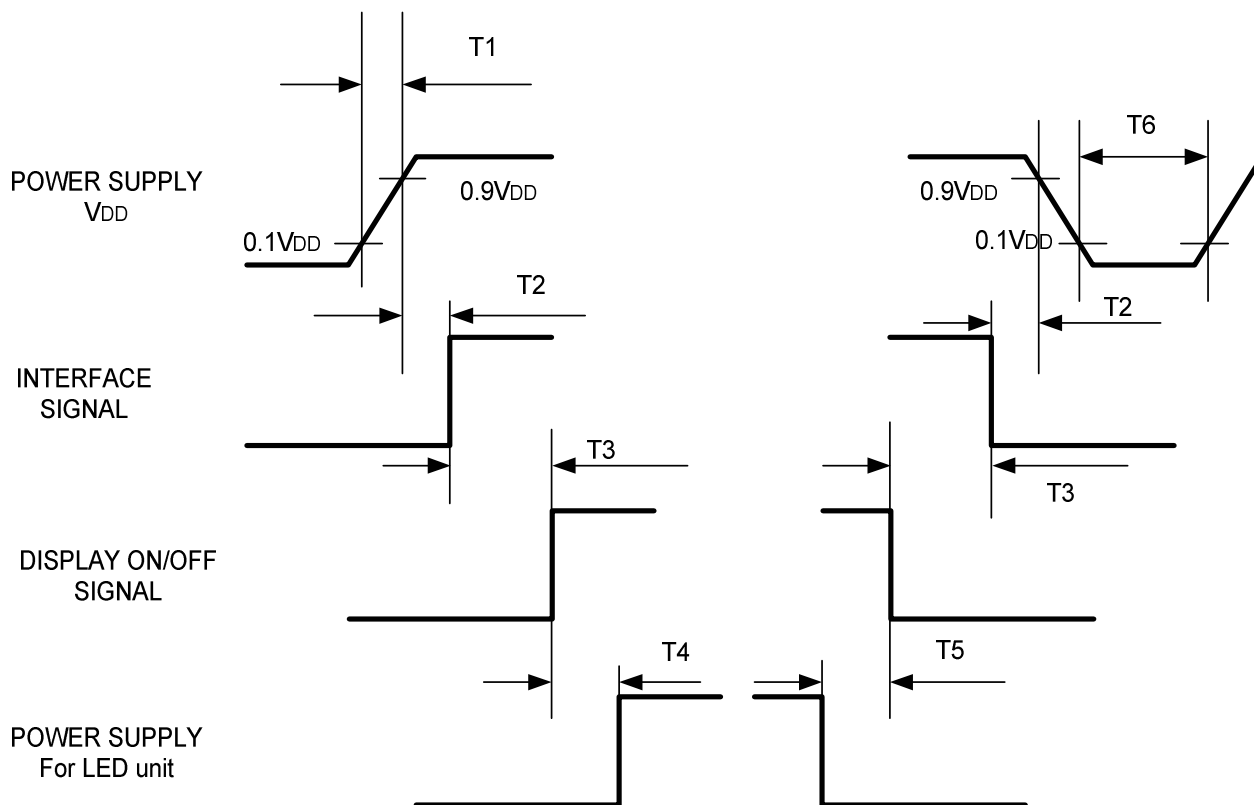 T1
T6
POWER SUPPLY
VDD
0.9VDD
0.9VDD
0.1VDD
0.1VDD
T2
T2
INTERFACE
SIGNAL
T3
T3
DISPLAY ON/OFF
SIGNAL
T4
T5
POWER SUPPLY
For LED unit